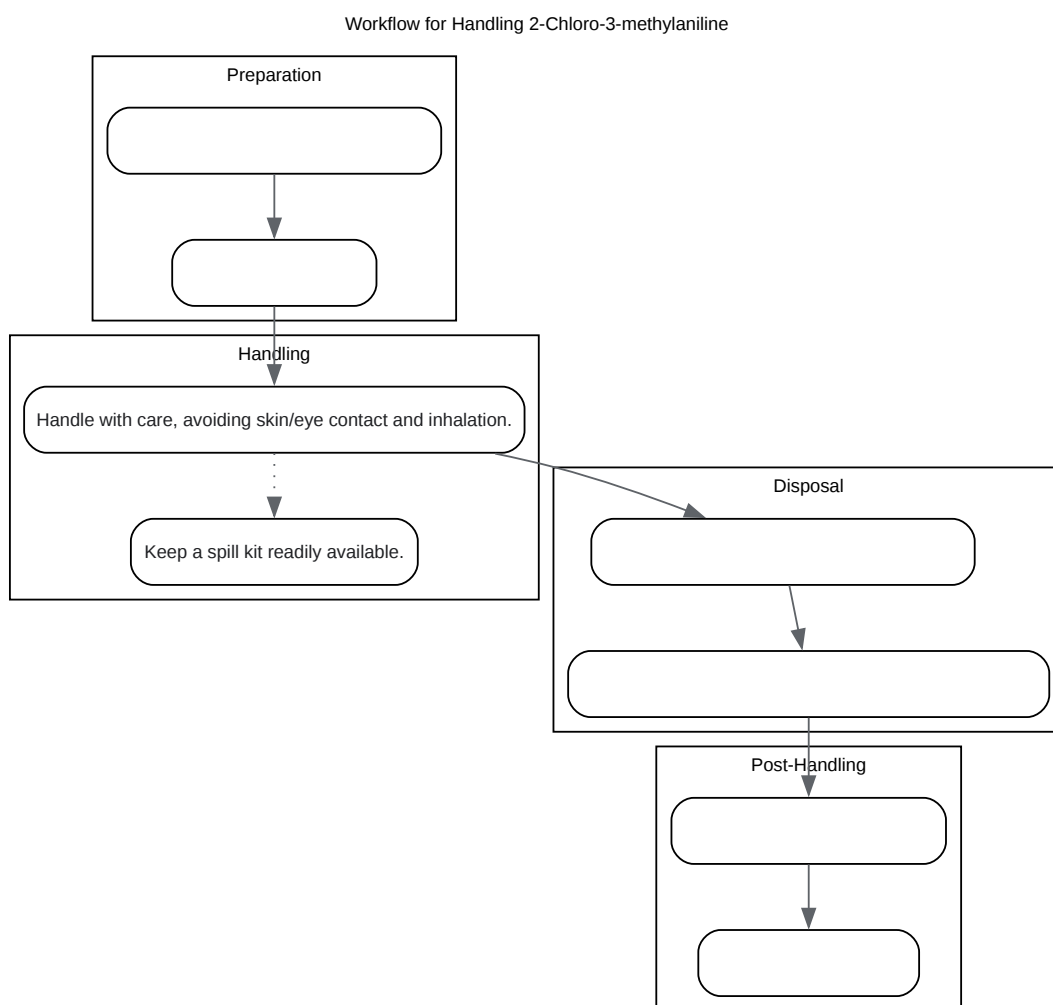 Workflow for Handling 2-Chloro-3-methylaniline
Preparation
Handling
Handle with care, avoiding skin/eye contact and inhalation.
Keep a spill kit readily available.
Disposal
Post-Handling